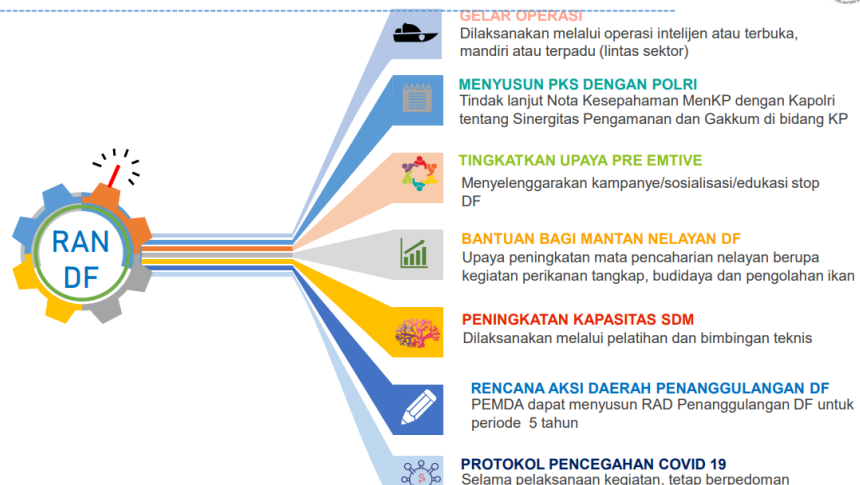 GELAR OPERASI
Dilaksanakan melalui operasi intelijen atau terbuka,
mandiri atau terpadu (lintas sektor)
MENYUSUN PKS DENGAN POLRI
Tindak lanjut Nota Kesepahaman MenKP dengan Kapolri
tentang Sinergitas Pengamanan dan Gakkum di bidang KP
TINGKATKAN UPAYA PRE EMTIVE
Menyelenggarakan kampanye/sosialisasi/edukasi stop
DF
RAN
DF
BANTUAN BAGI MANTAN NELAYAN DF
Upaya peningkatan mata pencaharian nelayan berupa
kegiatan perikanan tangkap, budidaya dan pengolahan ikan
PENINGKATAN KAPASITAS SDM
Dilaksanakan melalui pelatihan dan bimbingan teknis
RENCANA AKSI DAERAH PENANGGULANGAN DF
PEMDA dapat menyusun RAD Penanggulangan DF untuk
periode 5 tahun
PROTOKOL PENCEGAHAN COVID 19
Selama pelaksanaan kegiatan, tetap berpedoman